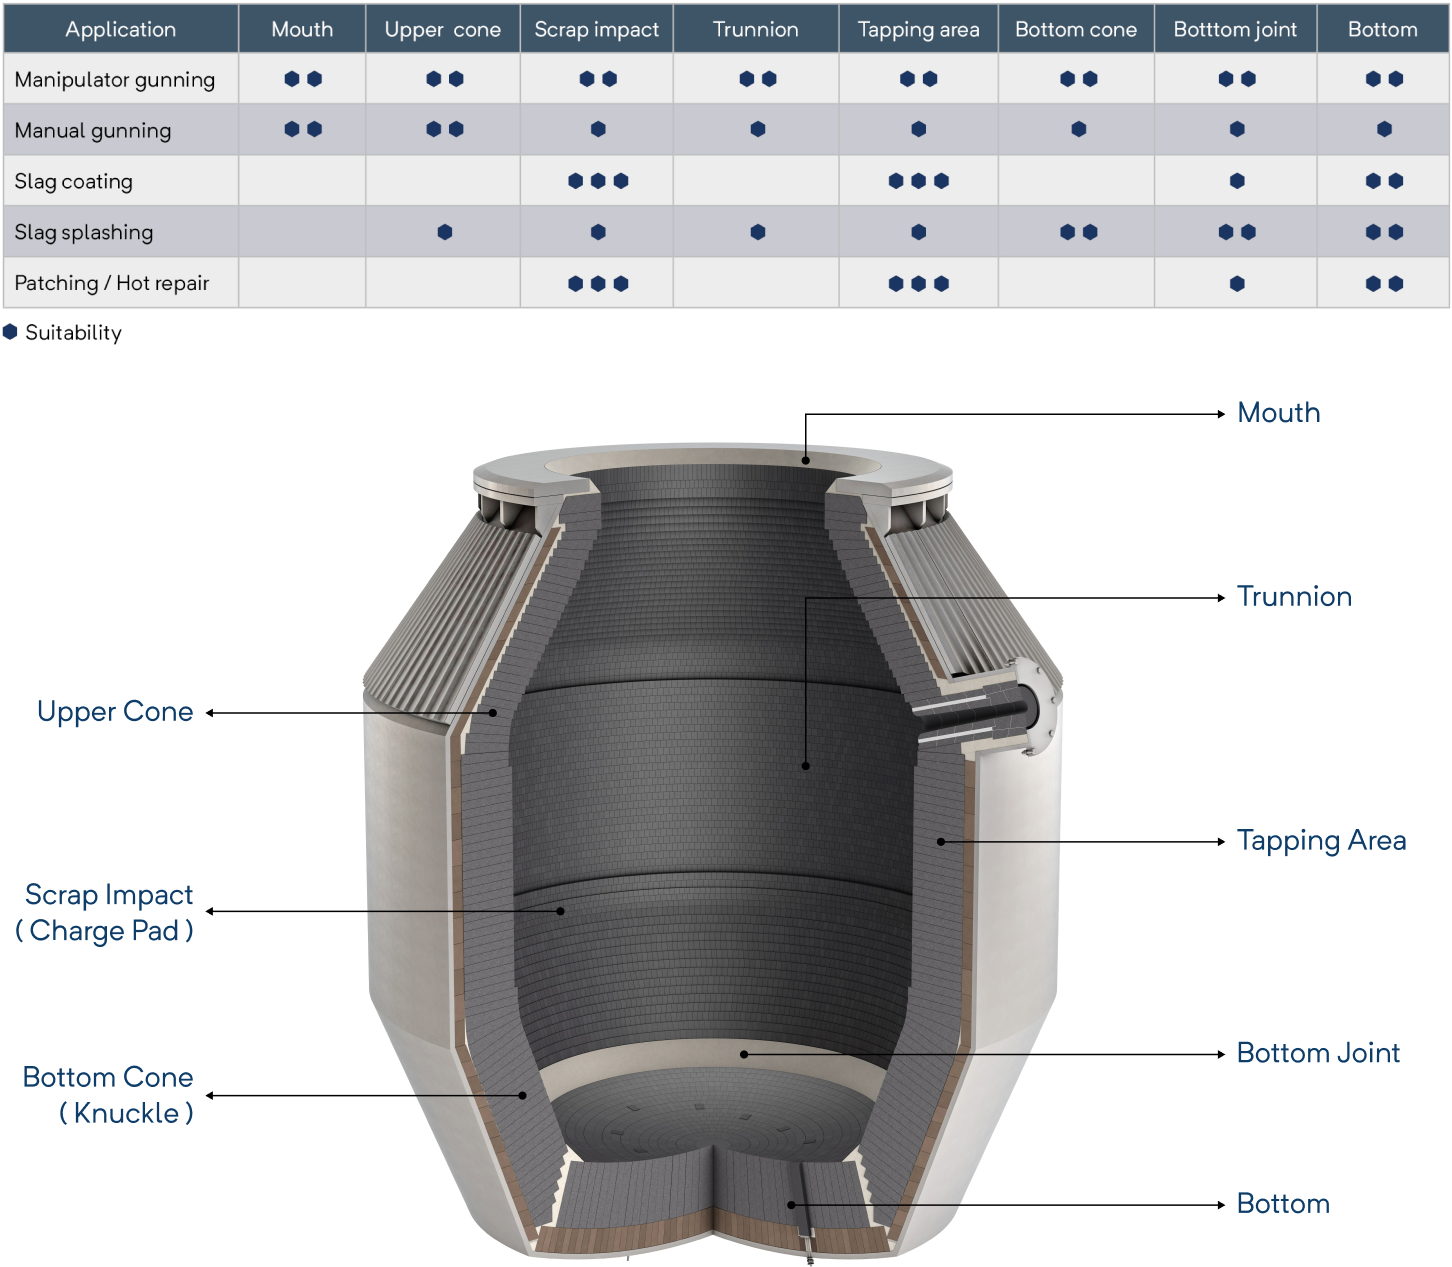 Application Mouth Upper cone Scrap impact Trunnion Tapping area Bottom cone Botttom joint Bottom
Manipulator gunning
Manual gunning
Slag coating
Slag splashing
Patching / Hot repair
Suitability
Mouth
Trunnion
Upper Cone
Tapping Area
Scrap Impact
( Charge Pad )
Bottom Joint
Bottom Cone
( Knuckle )
Bottom